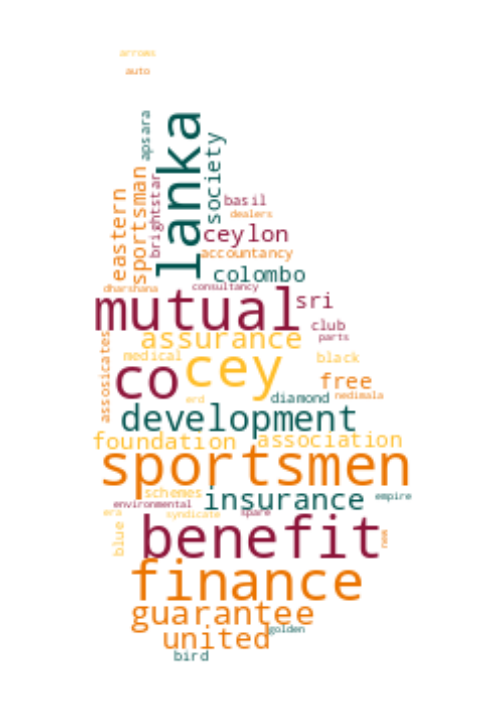 arrows
auto
apsara
lanka
society
sportsman
brightstar
eastern
basil
dealers
ceylon
accountancy
colombo
dharshana
consultancy
mutual
sri
club
parts
assurance
assosicates
medical
black
co
cey
free
erd
diamond
nedimala
development
foundation
association
sportsmen
schemes
insurance
empire
environmental
era
syndicate
spare
blue
benefit
new
finance
guarantee
united
golden
bird